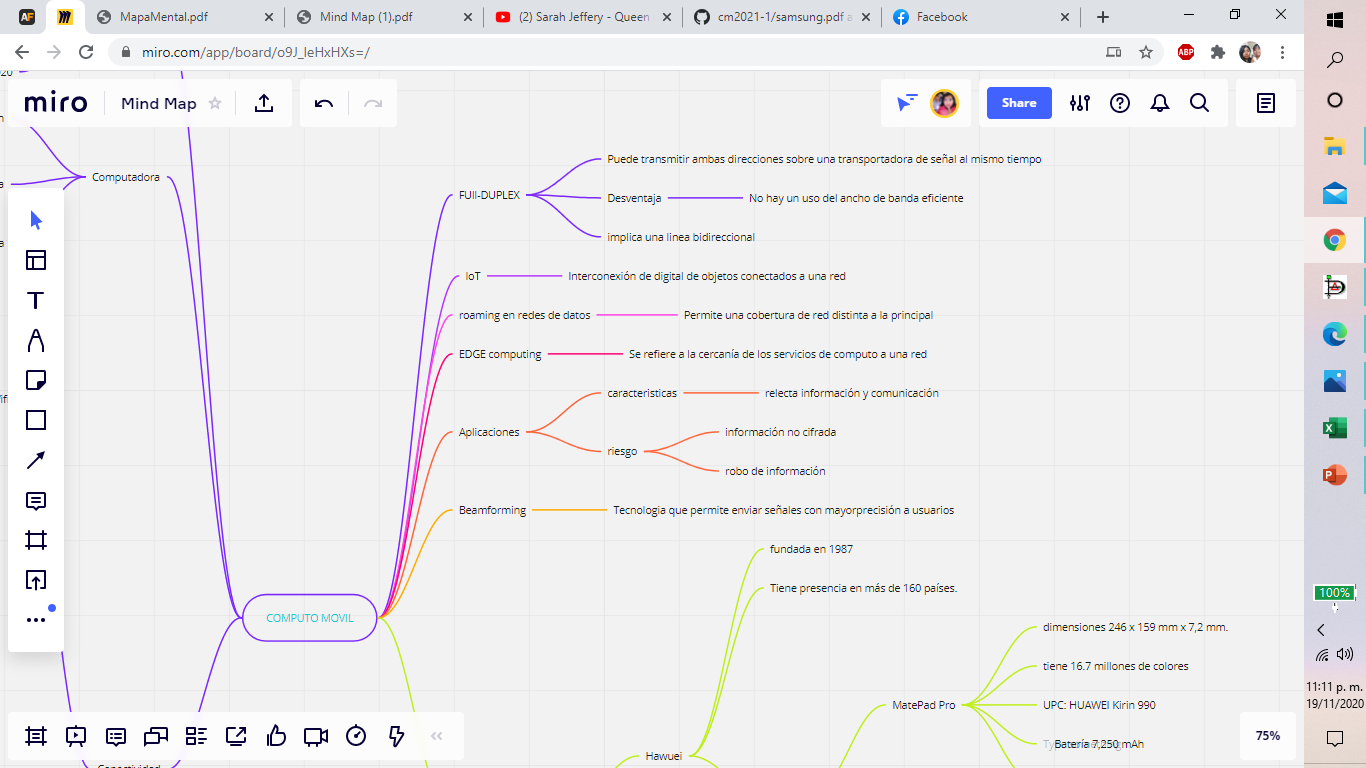 MapaMental.pdf
Mind Map (1).pdf
(2) Sarah Jeffery - Queen
cm2021-1/samsung.pdf a
Facebook
miro.com/app/board/o9J_leHxHXs=/
ABP
020
miro
Mind Map
Share
Computadora
FUll-DUPLEX
Puede transmitir ambas direcciones sobre una transportadora de señal al mismo tiempo
Desventaja
No hay un uso del ancho de banda eficiente
implica una linea bidireccional
IoT
Interconexión de digital de objetos conectados a una red
roaming en redes de datos
Permite una cobertura de red distinta a la principal
EDGE computing
Se refiere a la cercanía de los servicios de computo a una red
Aplicaciones
caracteristicas
relecta información y comunicación
riesgo
información no cifrada
robo de información
Beamforming
Tecnologia que permite enviar señales con mayorprecisión a usuarios
COMPUTO MOVIL
fundada en 1987
Tiene presencia en más de 160 países.
Hawuei
MatePad Pro
dimensiones 246 x 159 mm x 7,2 mm.
tiene 16.7 millones de colores
UPC: HUAWEI Kirin 990
Batería 7,250 mAh
Conectividad
75%
100%
11:11 p. m.
19/11/2020